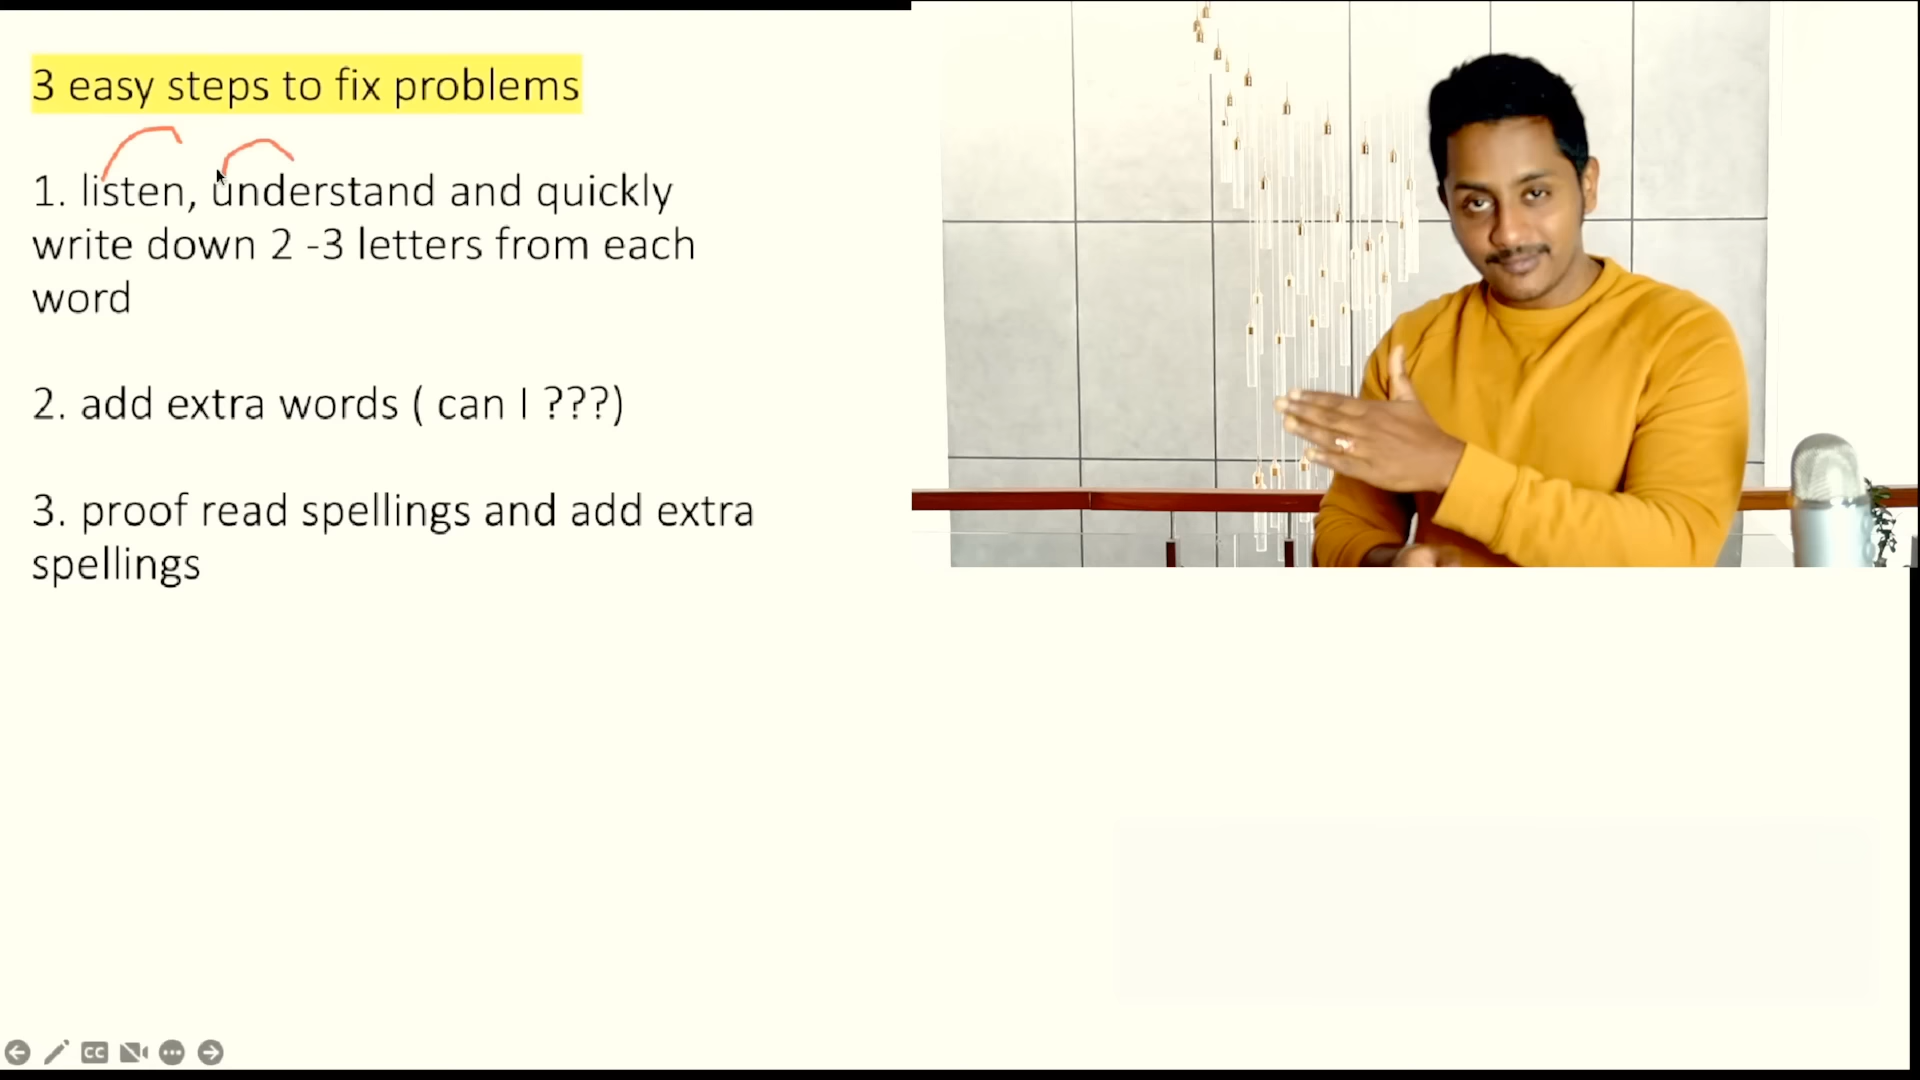 3 easy steps to fix problems
1. listen, understand and quickly
write down 2 -3 letters from each
word
2. add extra words ( can I ???)
3. proof read spellings and add extra
spellings
CC